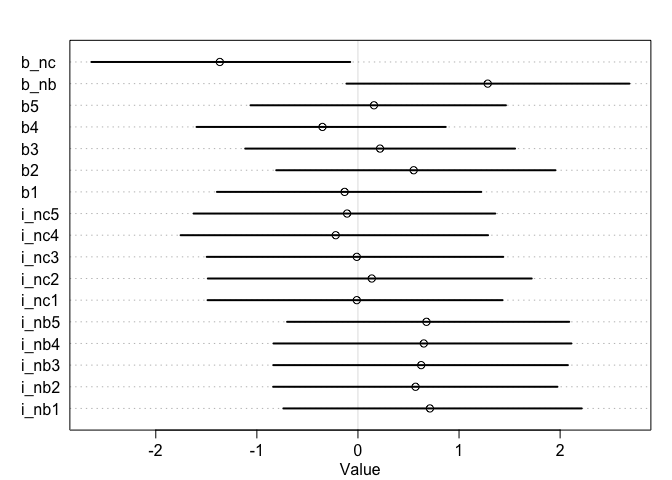 b_nc
b_nb
b5
b4
b3
b2
b1
i_nc5
i_nc4
i_nc3
i_nc2
i_nc1
i_nb5
i_nb4
i_nb3
i_nb2
i_nb1
-2 -1 0 1 2
Value